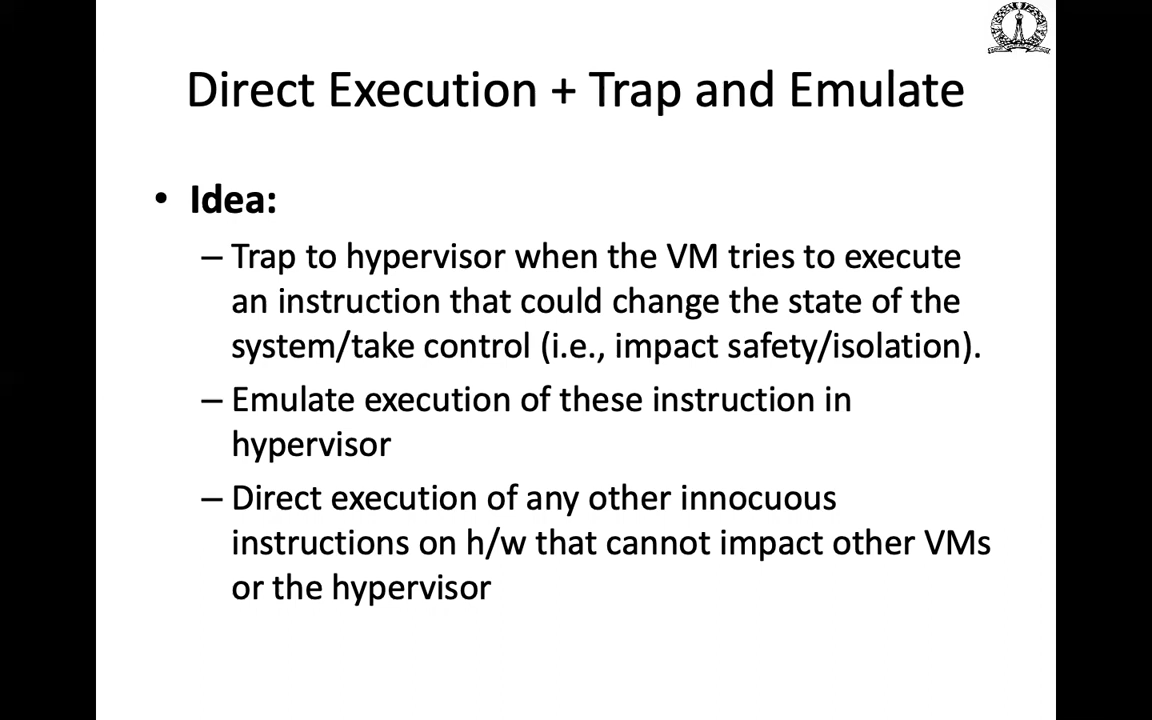 Direct Execution + Trap and Emulate
• Idea:
– Trap to hypervisor when the VM tries to execute
an instruction that could change the state of the
system/take control (i.e., impact safety/isolation).
– Emulate execution of these instruction in
hypervisor
– Direct execution of any other innocuous
instructions on h/w that cannot impact other VMs
or the hypervisor